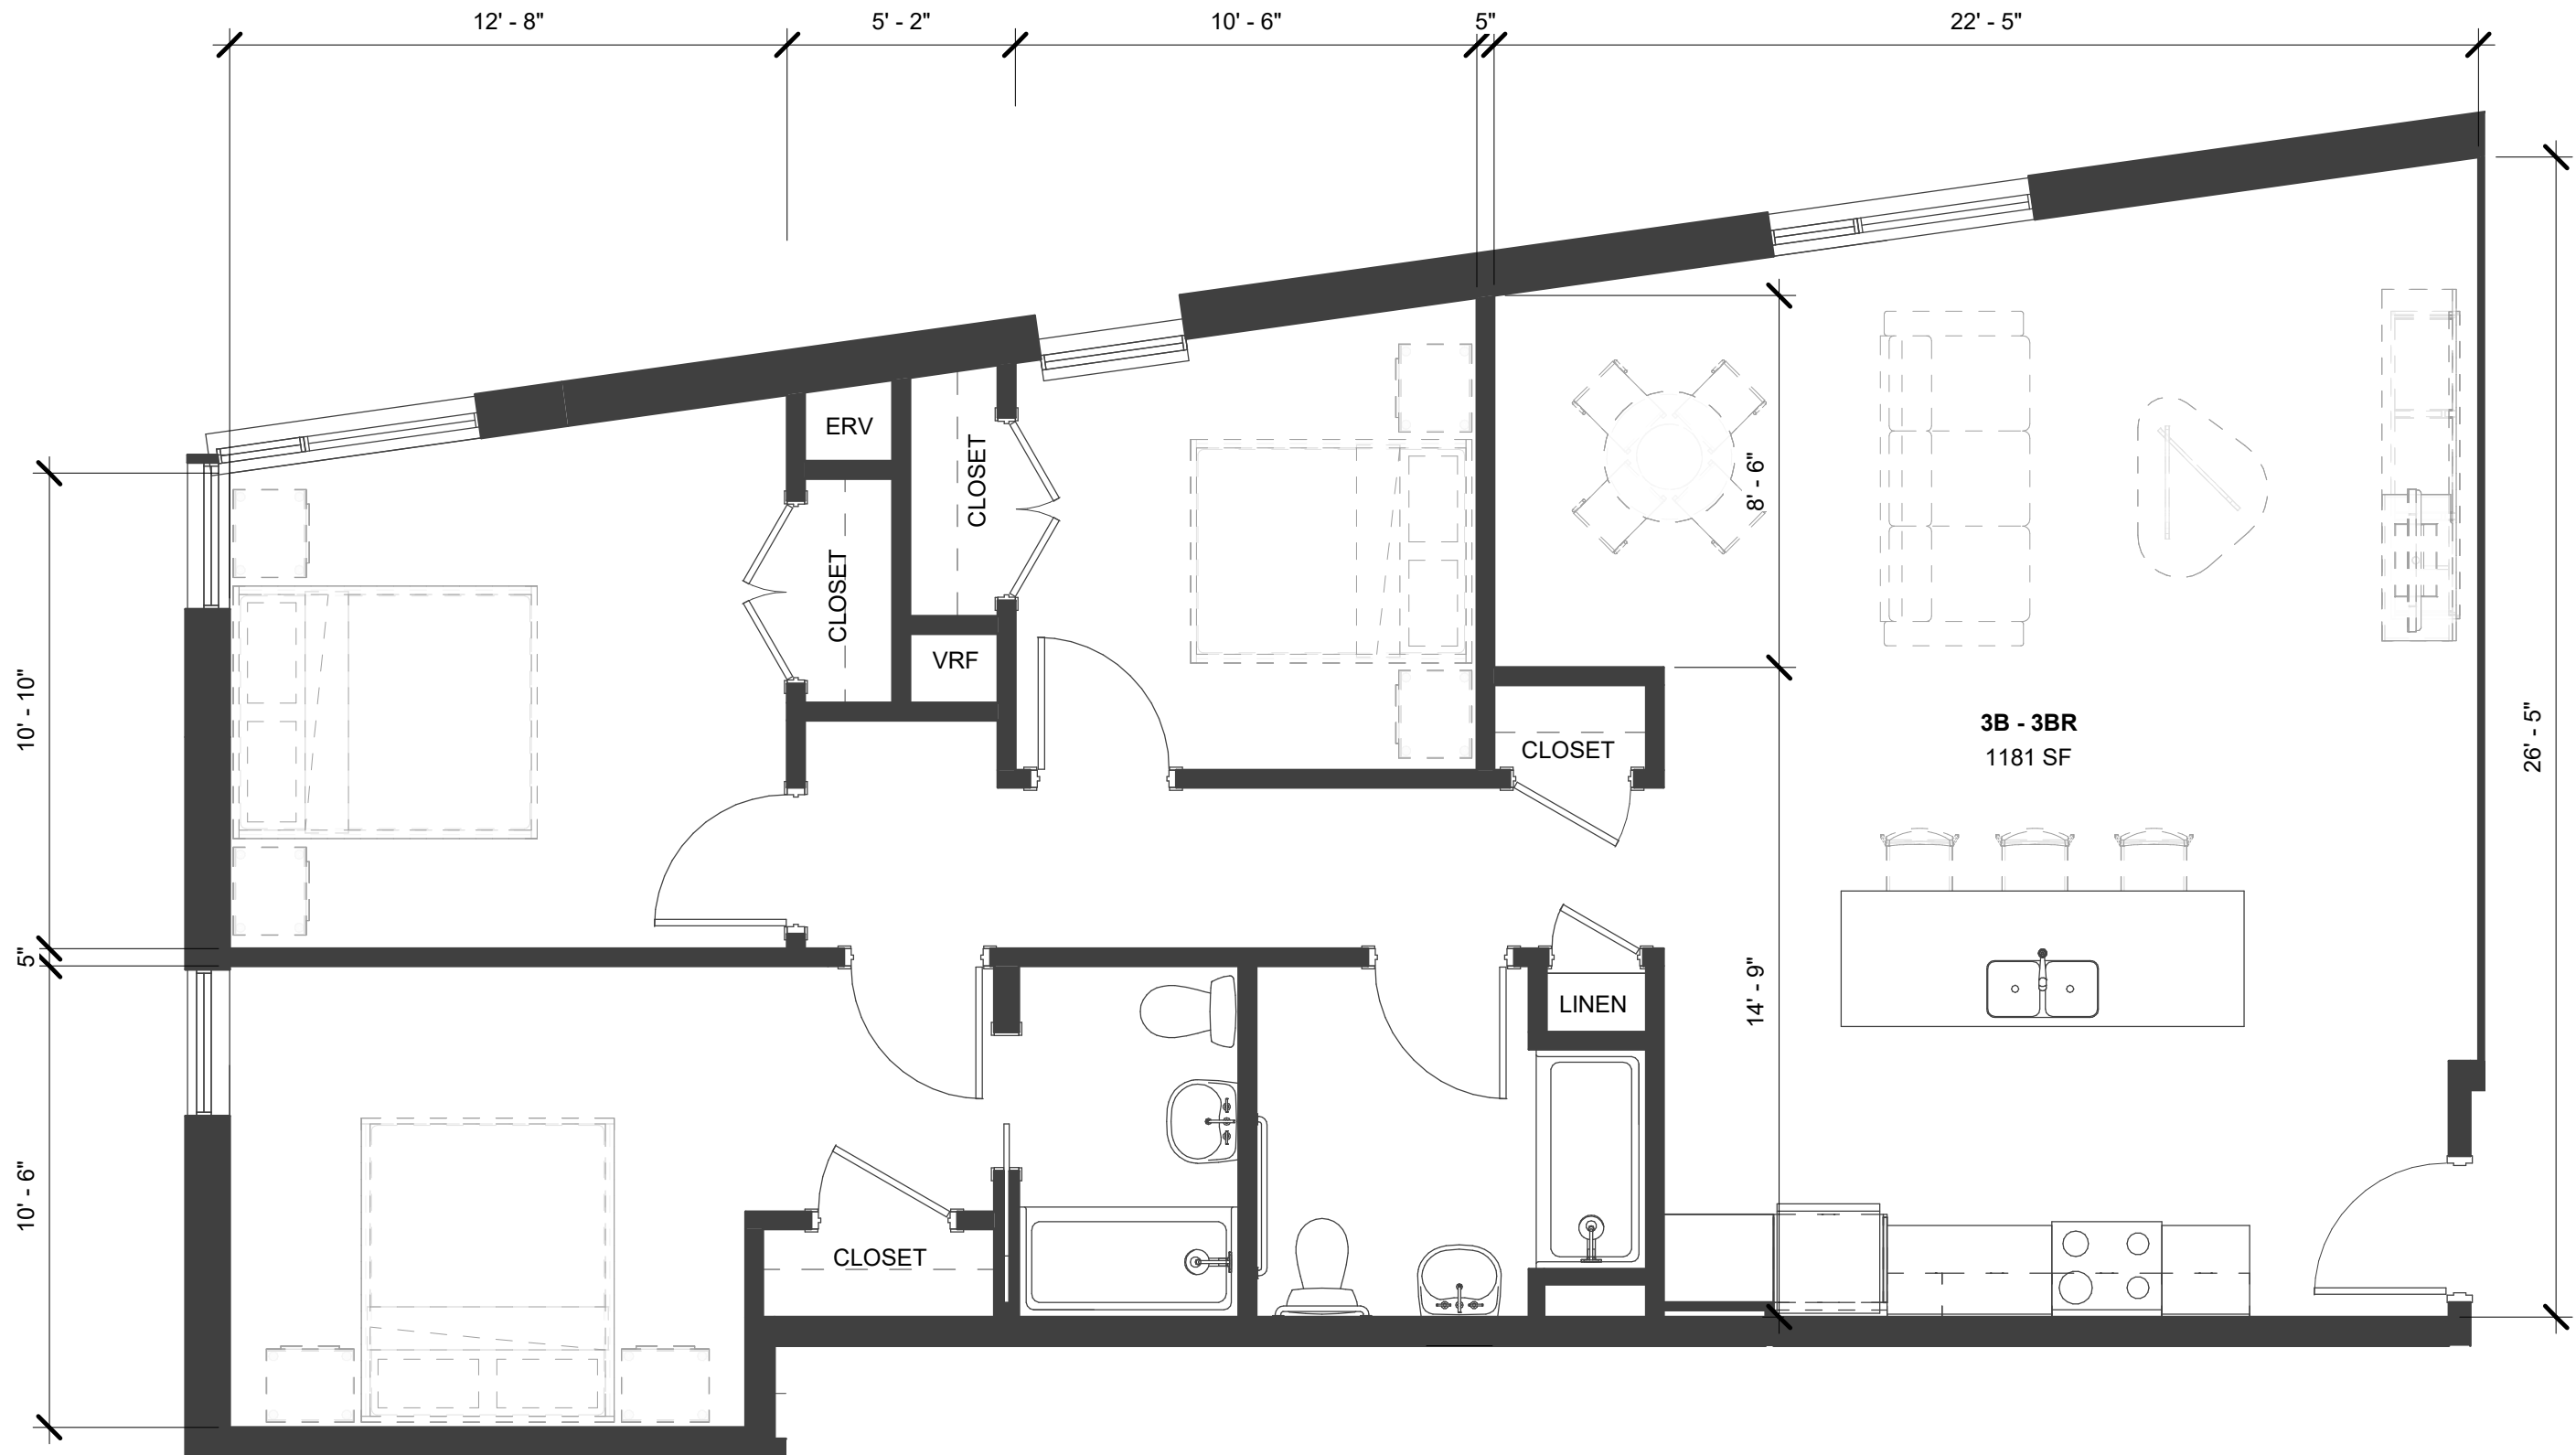 12' - 8"
5' - 2"
10' - 6"
5"
22' - 5"
ERV
CLOSET
CLOSET
VRF
8' - 6"
10' - 10"
3B - 3BR
1181 SF
26' - 5"
CLOSET
5"
14' - 9"
LINEN
10' - 6"
CLOSET